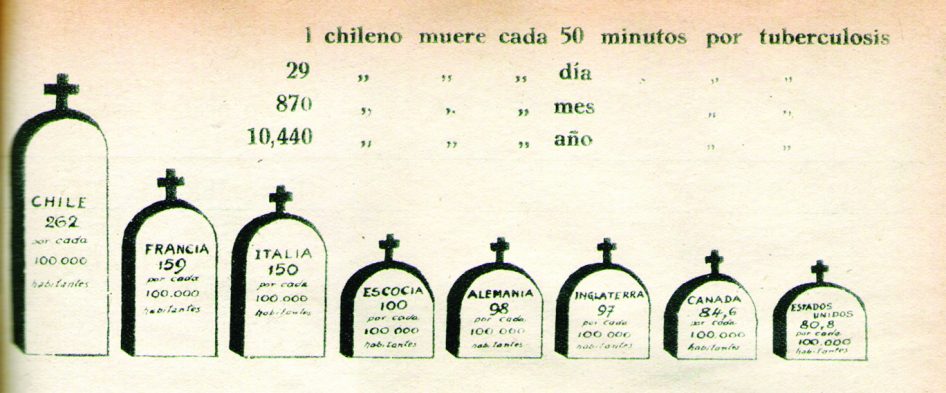 1 chileno muere cada 50 minutos por tuberculosis
29 „ „ „ día „ „ „
870 „ „ „ mes „ „
10,440 „ „ „ año „ „
CHILE
262
por cada
100.000
habitantes
FRANCIA
159
por cada
100.000
habitantes
ITALIA
150
por cada
100.000
habitantes
ESCOCIA
100
por cada
100.000
habitantes
ALEMANIA
98
por cada
100.000
habitantes
INGLATERRA
97
por cada
100.000
habitantes
CANADA
84,6
por cada
100.000
habitantes
ESTADOS
UNIDOS
80,8
por cada
100.000
habitantes